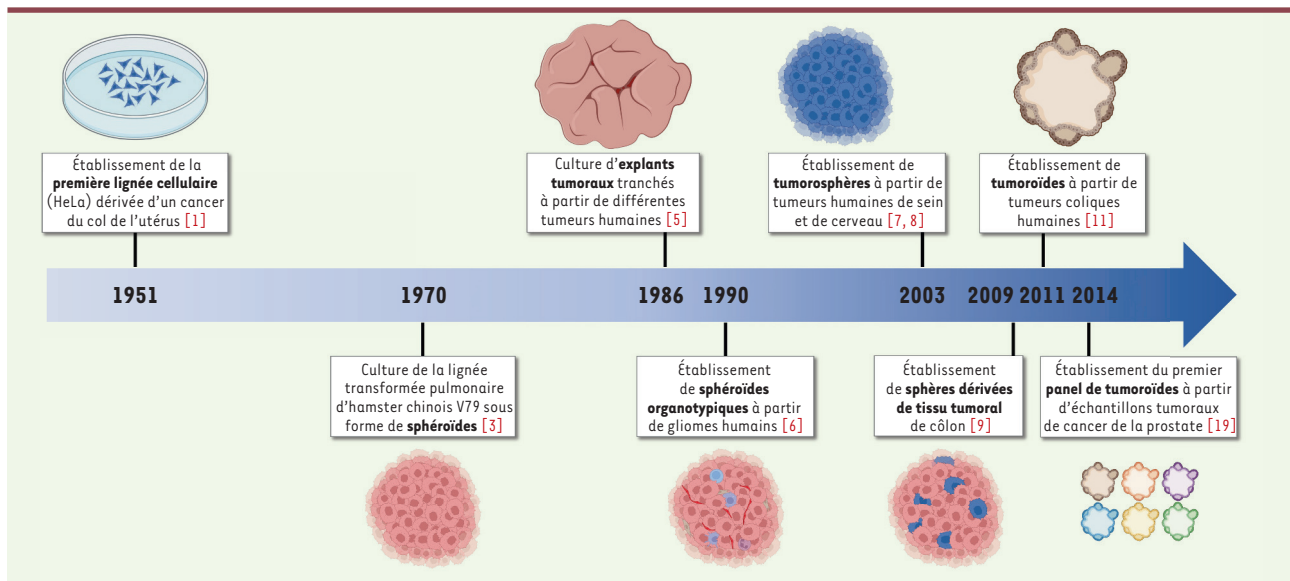 Établissement de la
première lignée cellulaire
(HeLa) dérivée d'un cancer
du col de l'utérus [1]
Culture d'explants
tumoraux tranchés
à partir de différentes
tumeurs humaines [5]
Établissement de
tumorosphères à partir de
tumeurs humaines de sein
et de cerveau [7, 8]
Établissement de
tumoroïdes à partir de
tumeurs coliques
humaines [11]
1951 1970 1986 1990 2003 2009 2011 2014
Culture de la lignée
transformée pulmonaire
d'hamster chinois V79 sous
forme de sphéroïdes [3]
Établissement
de sphéroïdes
organotypiques à partir
de gliomes humains [6]
Établissement
de sphères dérivées
de tissu tumoral
de côlon [9]
Établissement du premier
panel de tumoroïdes à partir
d'échantillons tumoraux
de cancer de la prostate [19]